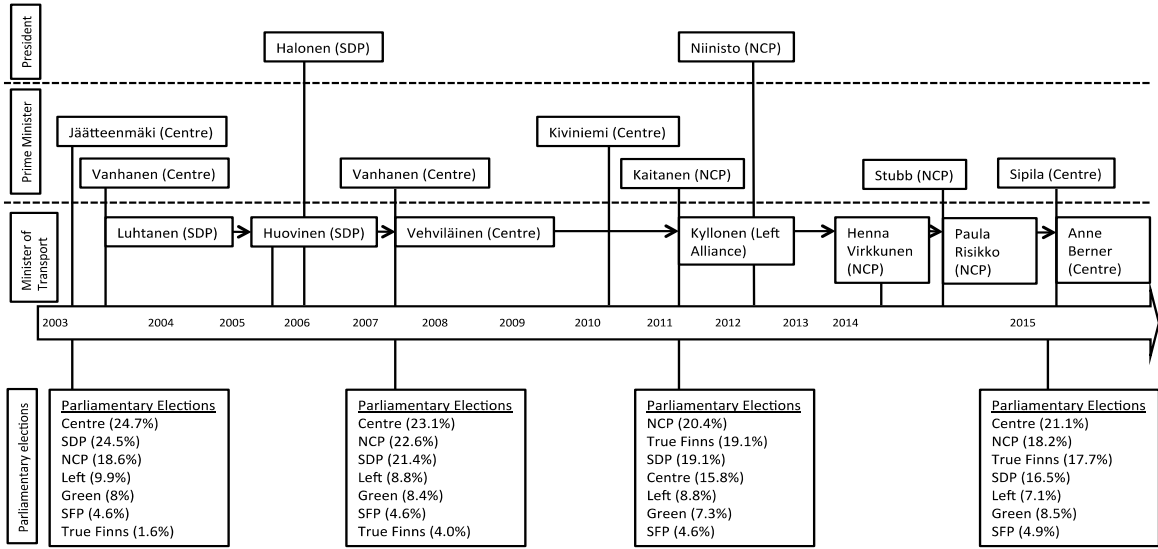 President
Halonen (SDP)
Niinisto (NCP)
Prime Minister
Jäätteenmäki (Centre)
Kiviniemi (Centre)
Vanhanen (Centre)
Vanhanen (Centre)
Kaitanen (NCP)
Stubb (NCP)
Sipila (Centre)
Minister of
Transport
Luhtanen (SDP)
Huovinen (SDP)
Vehviläinen (Centre)
Kyllonen (Left
Alliance)
Henna
Virkkunen
(NCP)
Paula
Risikko
(NCP)
Anne
Berner
(Centre)
2003
2004
2005
2006
2007
2008
2009
2010
2011
2012
2013
2014
2015
Parliamentary elections
Parliamentary Elections
Centre (24.7%)
SDP (24.5%)
NCP (18.6%)
Left (9.9%)
Green (8%)
SFP (4.6%)
True Finns (1.6%)
Parliamentary Elections
Centre (23.1%)
NCP (22.6%)
SDP (21.4%)
Left (8.8%)
Green (8.4%)
SFP (4.6%)
True Finns (4.0%)
Parliamentary Elections
NCP (20.4%)
True Finns (19.1%)
SDP (19.1%)
Centre (15.8%)
Left (8.8%)
Green (7.3%)
SFP (4.6%)
Parliamentary Elections
Centre (21.1%)
NCP (18.2%)
True Finns (17.7%)
SDP (16.5%)
Left (7.1%)
Green (8.5%)
SFP (4.9%)